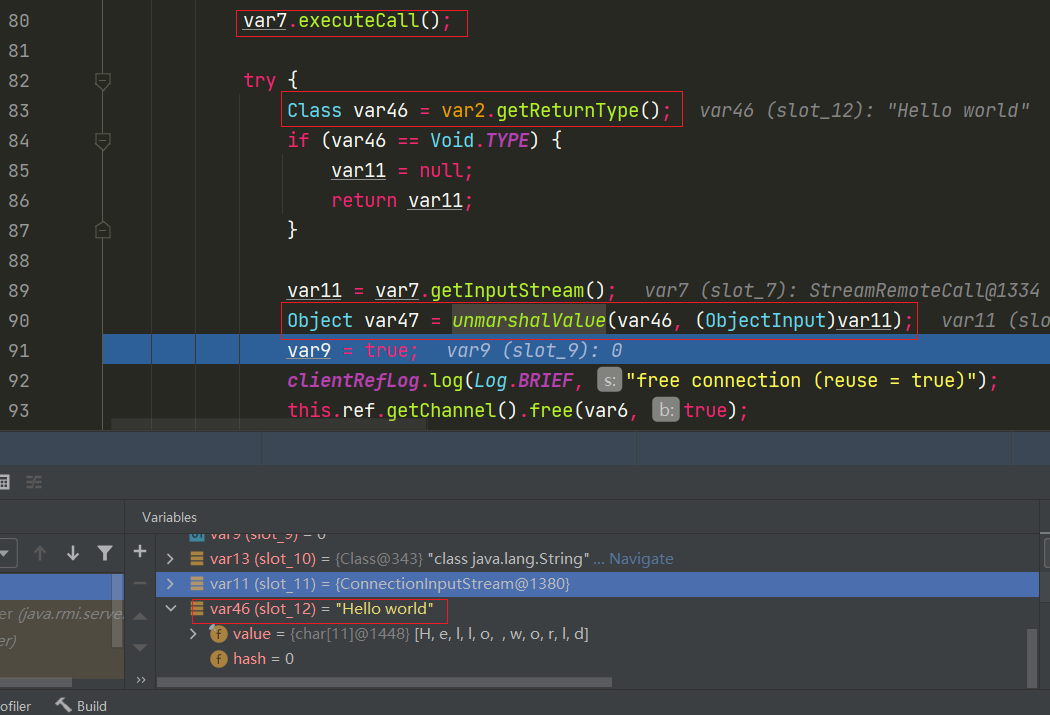 80 var7.executeCall();
81
82 try {
83 Class var46 = var2.getReturnType(); var46 (slot_12): "Hello world"
84 if (var46 == Void.TYPE) {
85 var11 = null;
86 return var11;
87 }
88
89 var11 = var7.getInputStream(); var7 (slot_7): StreamRemoteCall@1334
90 Object var47 = unmarshalValue(var46, (ObjectInput)var11); var11 (slo
91 var9 = true; var9 (slot_9): 0
92 clientRefLog.log(Log.BRIEF, s: "free connection (reuse = true)");
93 this.ref.getChannel().free(var6, b: true);
Variables
var9 (slot_9) = 0
var13 (slot_10) = {Class@343} "class java.lang.String" ... Navigate
var11 (slot_11) = {ConnectionInputStream@1380}
var46 (slot_12) = "Hello world"
er (java.rmi.serve
value = {char[11]@1448} [H, e, l, l, o, , w, o, r, l, d]
er)
hash = 0
ofiler Build